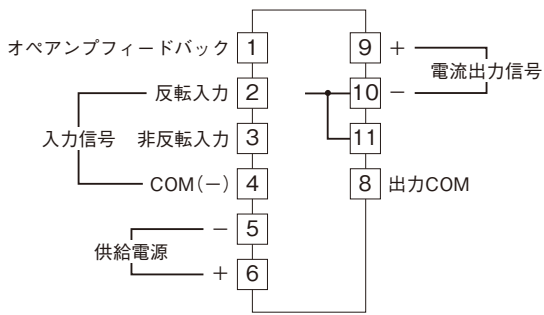 オペアンプフィードバック 1
反転入力 2
入力信号 非反転入力 3
COM(−) 4
− 5
供給電源
+ 6
9 +
電流出力信号
10 −
11
8 出力COM